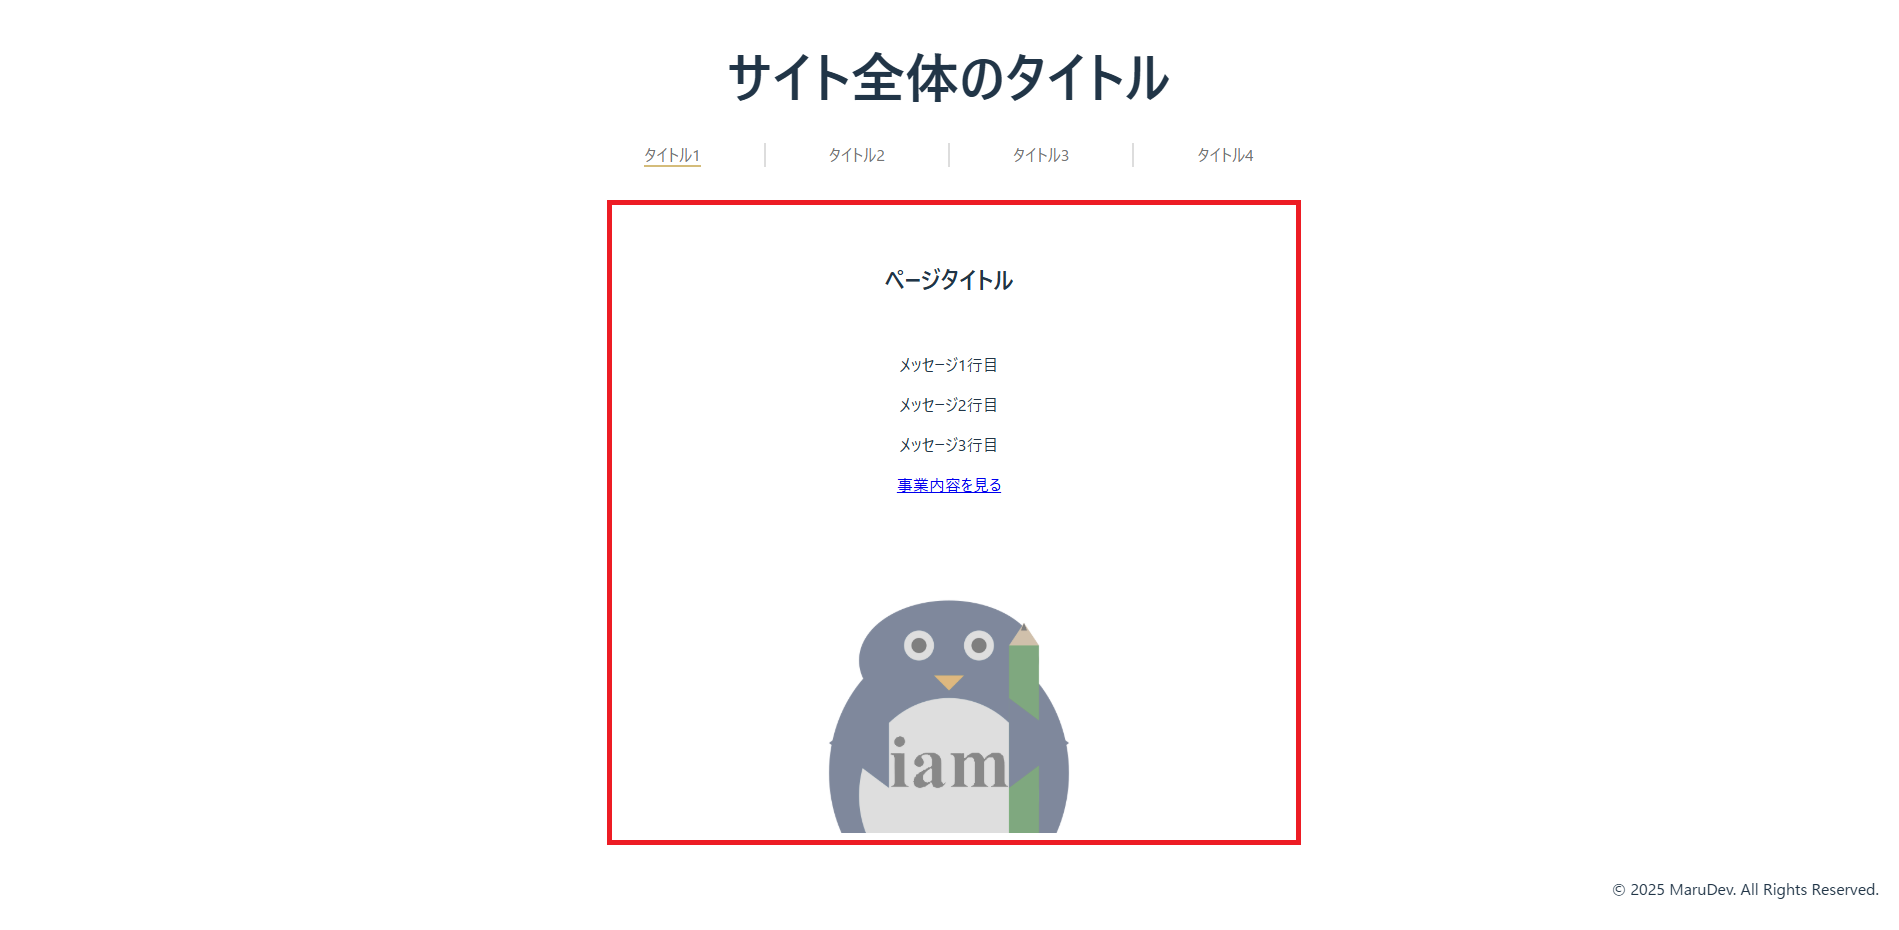 サイト全体のタイトル
タイトル1
タイトル2
タイトル3
タイトル4
ページタイトル
メッセージ1行目
メッセージ2行目
メッセージ3行目
事業内容を見る
iam
© 2025 MaruDev. All Rights Reserved.